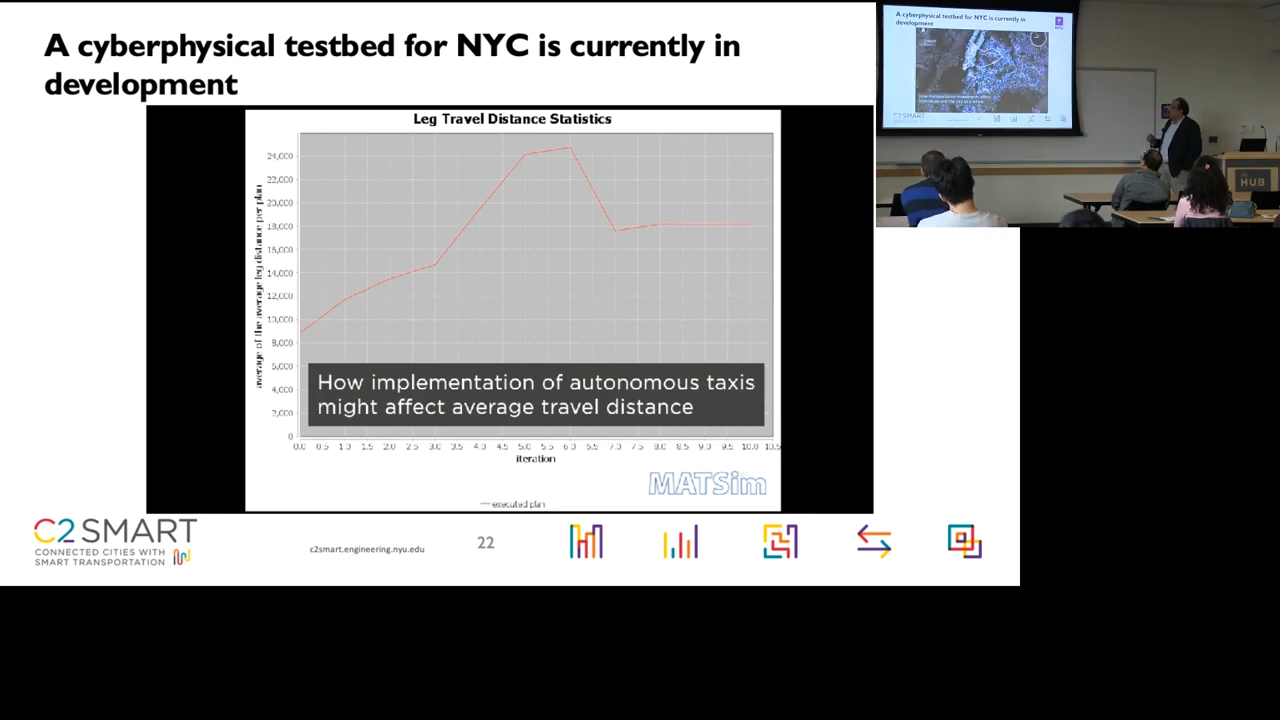 A cyberphysical testbed for NYC is currently in
development
Leg Travel Distance Statistics
average of the average leg distance per plan
24,000
22,000
20,000
18,000
16,000
14,000
12,000
10,000
8,000
6,000
4,000
2,000
0
How implementation of autonomous taxis
might affect average travel distance
0.0 0.5 1.0 1.5 2.0 2.5 3.0 3.5 4.0 4.5 5.0 5.5 6.0 6.5 7.0 7.5 8.0 8.5 9.0 9.5 10.0 10.5
iteration
MATSim
executed plan
C2 SMART
CONNECTED CITIES WITH
SMART TRANSPORTATION
c2smart.engineering.nyu.edu
22
A cyberphysical testbed for NYC is currently in
development
C2SMART
HUB